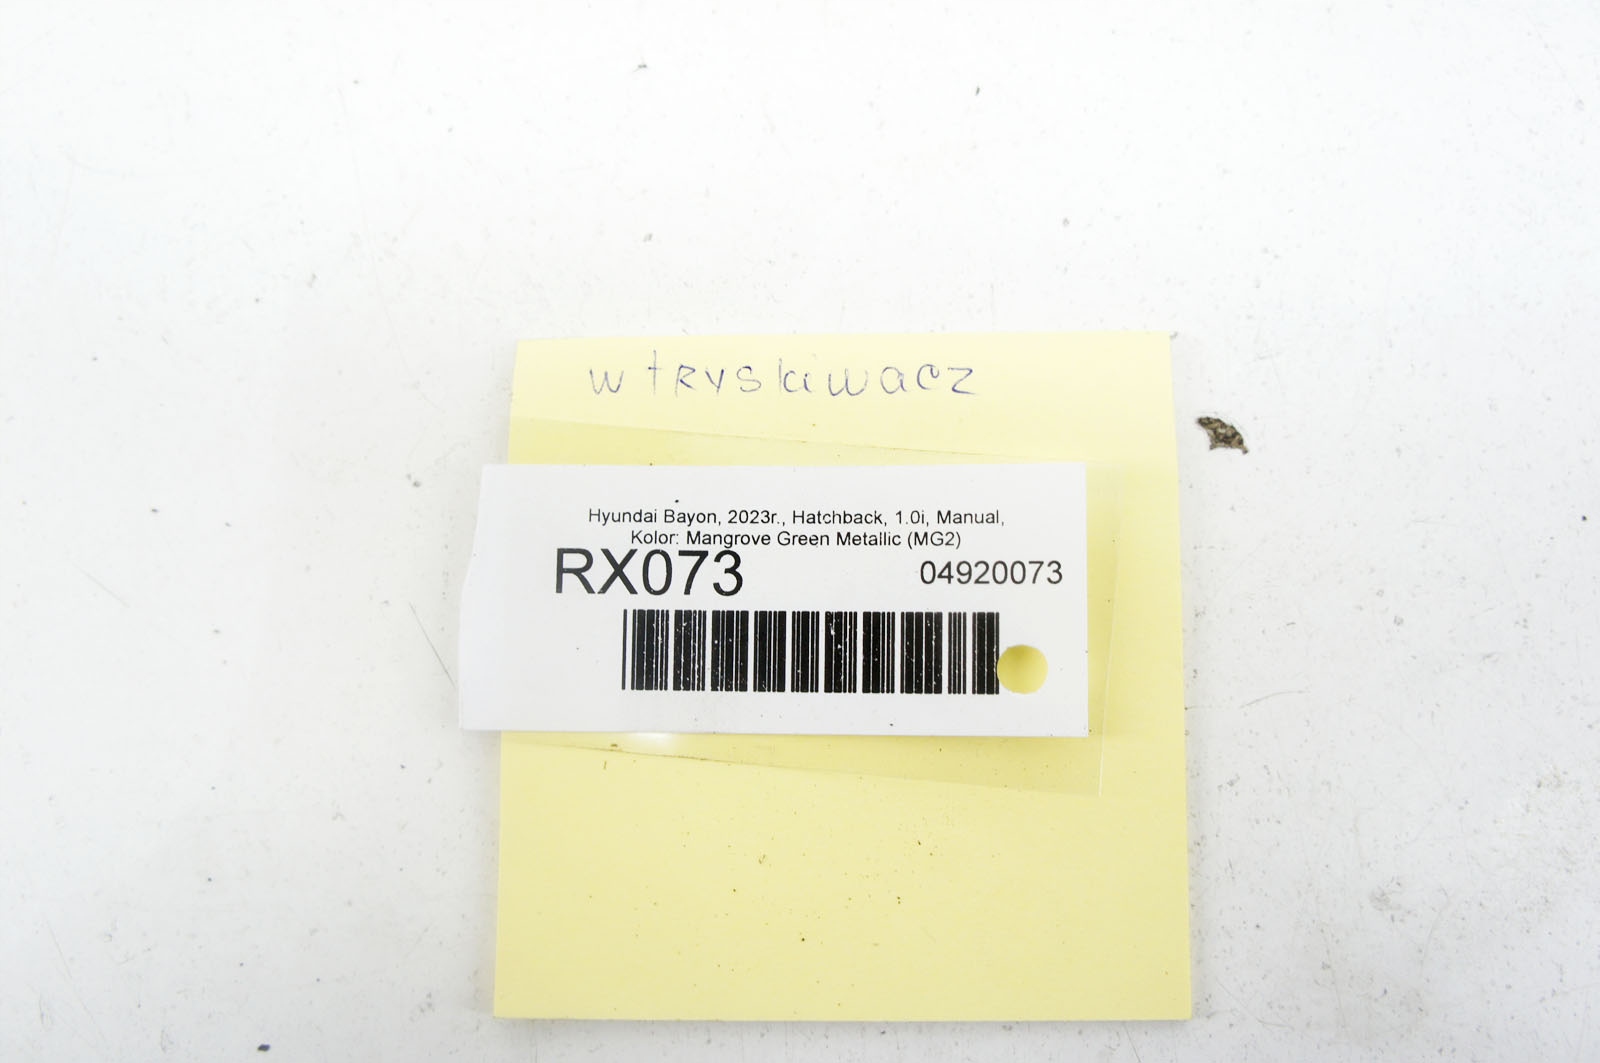 wtRyskiwacz
Hyundai Bayon, 2023r., Hatchback, 1.0i, Manual,
Kolor: Mangrove Green Metallic (MG2)
RX073 04920073